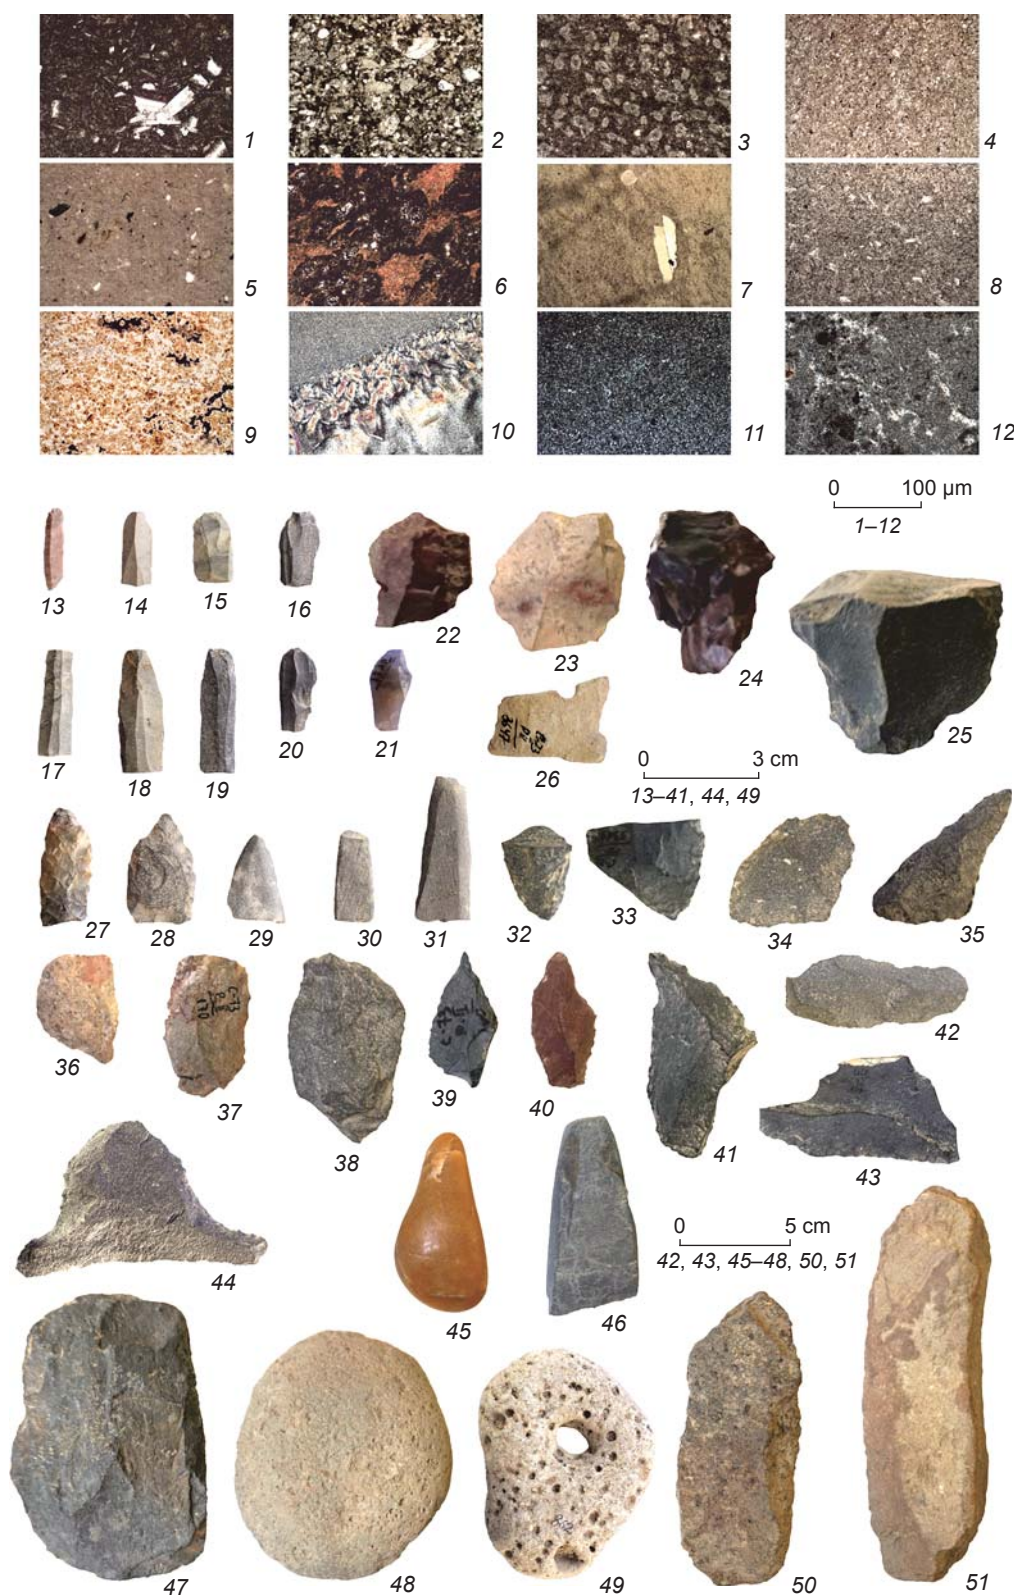 1 2 3 4
5 6 7 8
9 10 11 12
0 100 µm
1–12
13 14 15 16 22 23 24 25
17 18 19 20 21 26
0 3 cm
13–41, 44, 49
27 28 29 30 31 32 33 34 35
36 37 38 39 40 41 42
43
0 5 cm
42, 43, 45–48, 50, 51
44 45 46
47 48 49 50 51